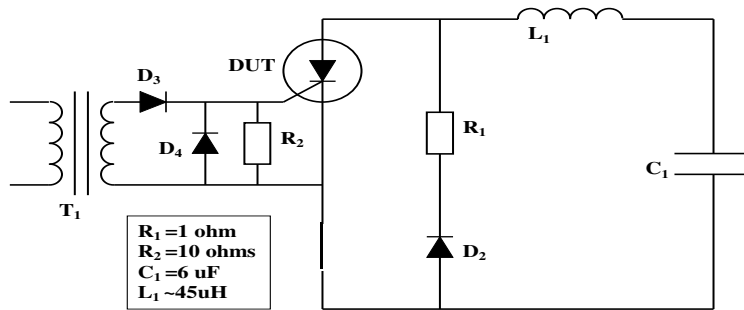 L₁
DUT
D₃
R₁
R₂
D₄
C₁
T₁
D₂
R₁ =1 ohm
R₂ =10 ohms
C₁ =6 uF
L₁ ~45uH